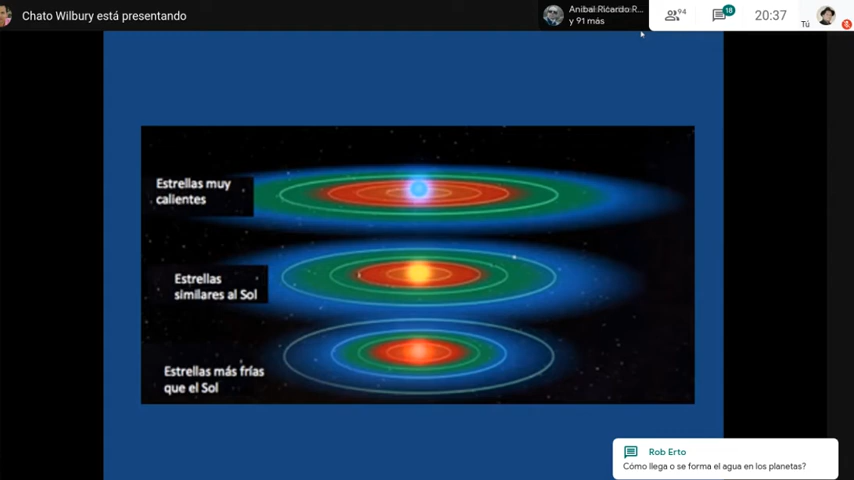 Chato Wilbury está presentando
Anibal Ricardo R...
y 91 más
94
18
20:37
Tú
Estrellas muy
calientes
Estrellas
similares al Sol
Estrellas más frías
que el Sol
Rob Erto
Cómo llega o se forma el agua en los planetas?